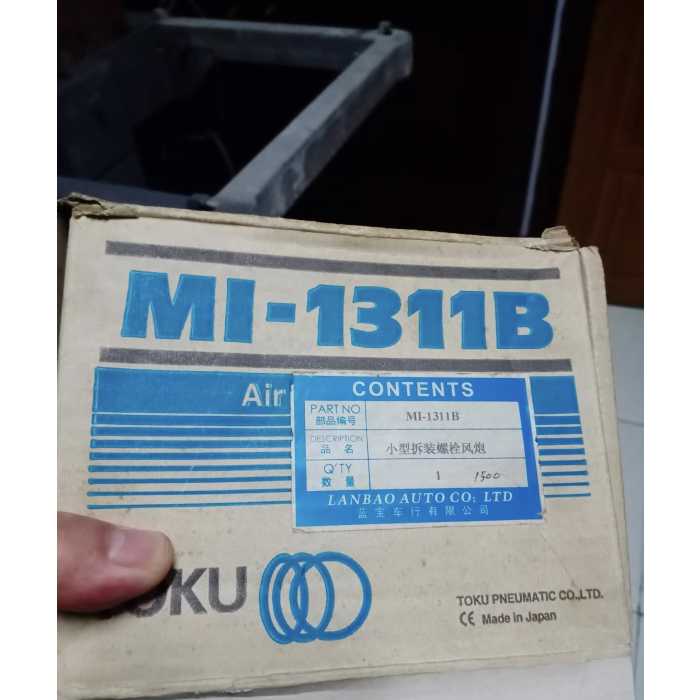 MI-1311B
Air
CONTENTS
PART NO
部品编号
MI-1311B
DESCRIPTION
品 名
小型拆装螺栓风炮
Q'TY
数 量
1
1500
LANBAO AUTO CO; LTD
蓝宝车行有限公司
OKU
TOKU PNEUMATIC CO.,LTD.
CE Made in Japan